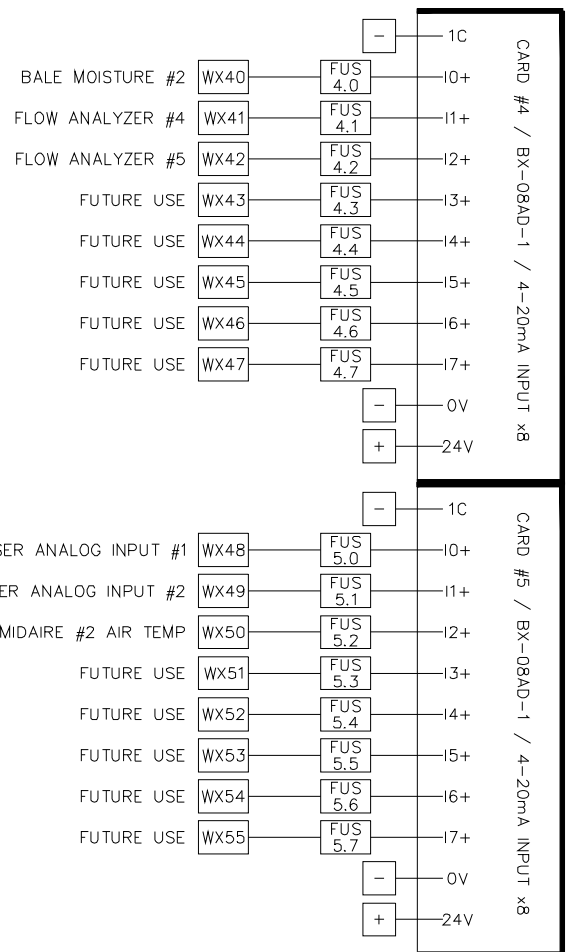 - 1C
BALE MOISTURE #2 WX40 FUS 4.0 I0+
FLOW ANALYZER #4 WX41 FUS 4.1 I1+
FLOW ANALYZER #5 WX42 FUS 4.2 I2+
FUTURE USE WX43 FUS 4.3 I3+
FUTURE USE WX44 FUS 4.4 I4+
FUTURE USE WX45 FUS 4.5 I5+
FUTURE USE WX46 FUS 4.6 I6+
FUTURE USE WX47 FUS 4.7 I7+
- 0V
+ 24V
CARD #4 / BX-08AD-1 / 4-20mA INPUT x8
- 1C
SER ANALOG INPUT #1 WX48 FUS 5.0 I0+
ER ANALOG INPUT #2 WX49 FUS 5.1 I1+
MIDAIRE #2 AIR TEMP WX50 FUS 5.2 I2+
FUTURE USE WX51 FUS 5.3 I3+
FUTURE USE WX52 FUS 5.4 I4+
FUTURE USE WX53 FUS 5.5 I5+
FUTURE USE WX54 FUS 5.6 I6+
FUTURE USE WX55 FUS 5.7 I7+
- 0V
+ 24V
CARD #5 / BX-08AD-1 / 4-20mA INPUT x8